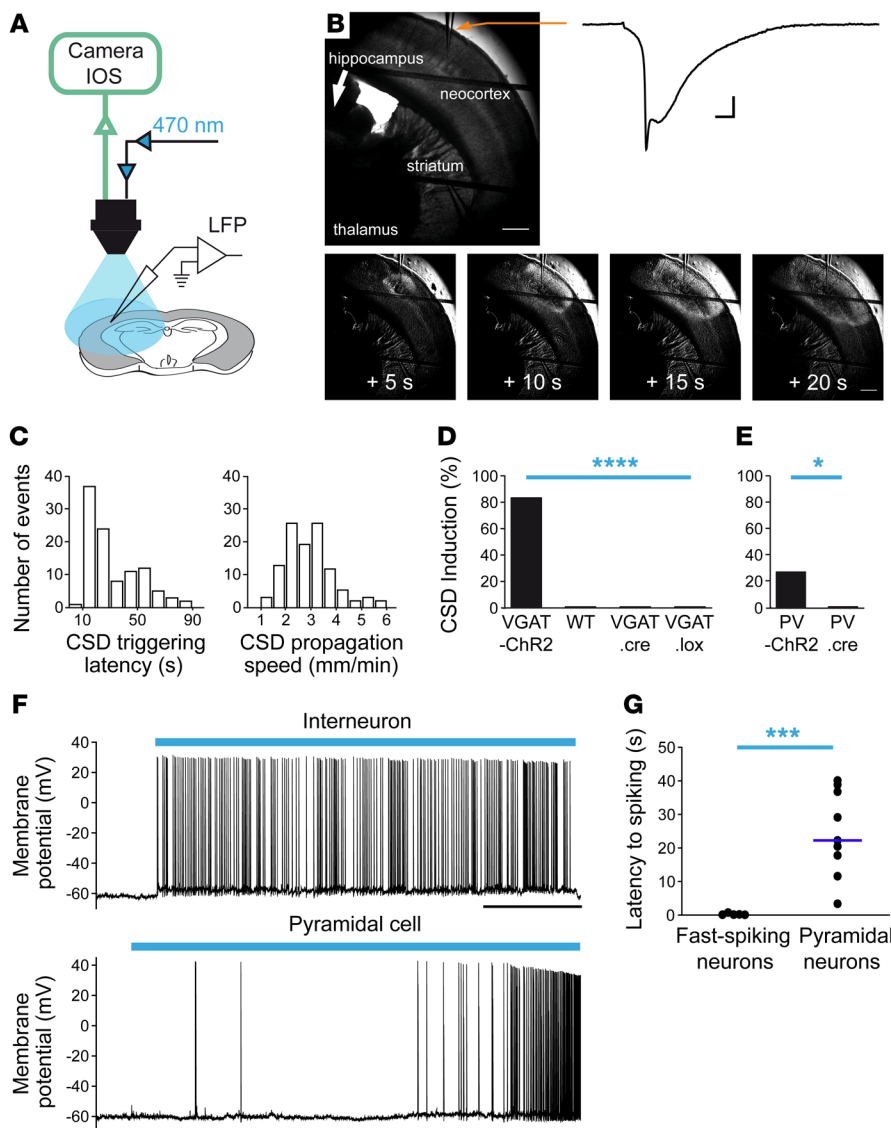 A
Camera
IOS
470 nm
LFP
B
hippocampus
neocortex
striatum
thalamus
+ 5 s
+ 10 s
+ 15 s
+ 20 s
C
Number of events
40
30
20
10
0
10
50
90
CSD triggering
latency (s)
40
30
20
10
0
1
2
3
4
5
6
CSD propagation
speed (mm/min)
D
CSD Induction (%)
100
80
60
40
20
0
****
VGAT
-ChR2
WT
VGAT
.cre
VGAT
.lox
E
100
80
60
40
20
0
*
PV
-ChR2
PV
.cre
F
Interneuron
Membrane
potential (mV)
40
20
0
-20
-40
-60
Pyramidal cell
Membrane
potential (mV)
40
20
0
-20
-40
-60
G
Latency to spiking (s)
50
40
30
20
10
0
***
Fast-spiking
neurons
Pyramidal
neurons